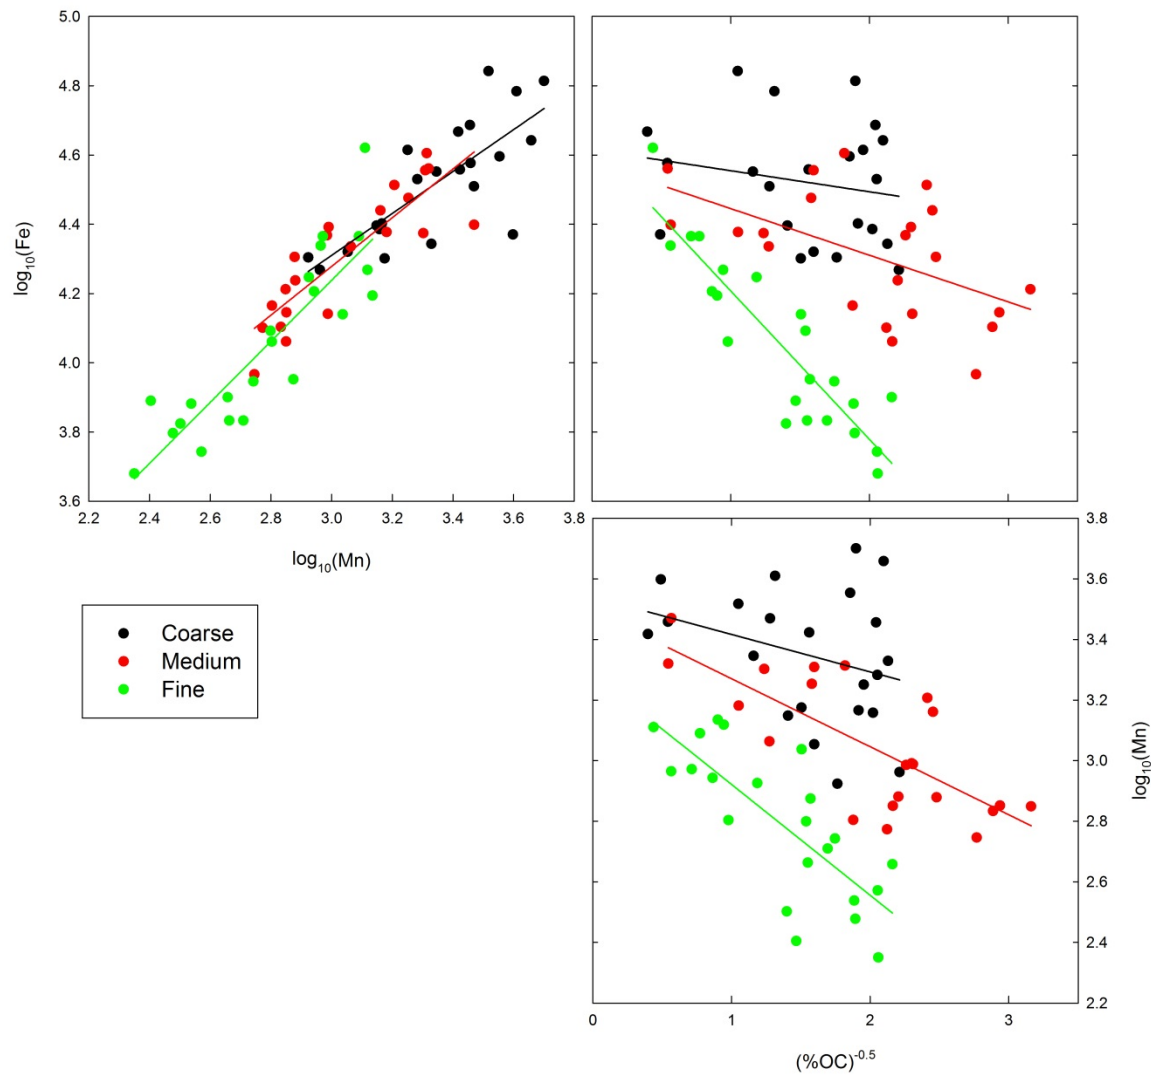 5.0
4.8
4.6
4.4
4.2
4.0
3.8
3.6
log₁₀(Fe)
2.2 2.4 2.6 2.8 3.0 3.2 3.4 3.6 3.8
log₁₀(Mn)
Coarse
Medium
Fine
3.8
3.6
3.4
3.2
3.0
2.8
2.6
2.4
2.2
log₁₀(Mn)
0 1 2 3
(%OC)⁻⁰·⁵